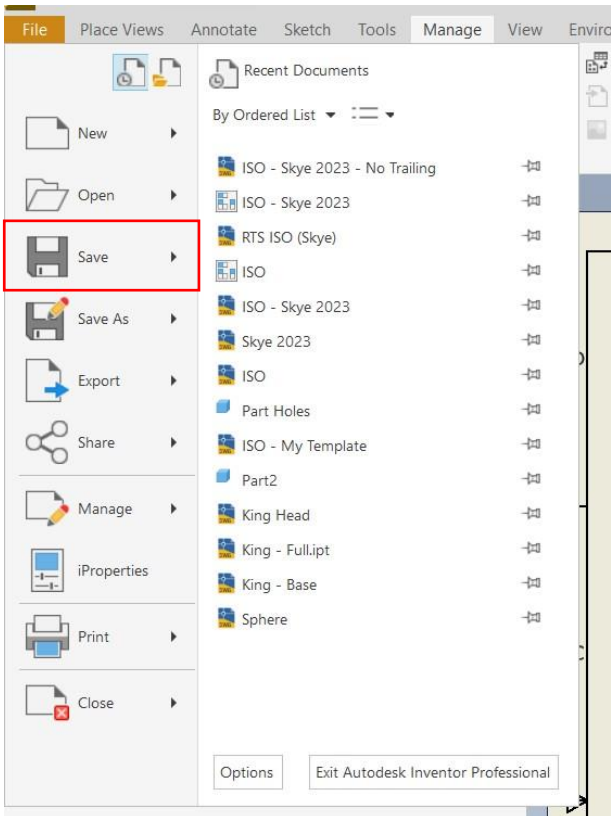 File Place Views Annotate Sketch Tools Manage View
Recent Documents
By Ordered List
New
Open
Save
Save As
Export
Share
Manage
iProperties
Print
Close
ISO - Skye 2023 - No Trailing
ISO - Skye 2023
RTS ISO (Skye)
ISO
ISO - Skye 2023
Skye 2023
ISO
Part Holes
ISO - My Template
Part2
King Head
King - Full.ipt
King - Base
Sphere
Options Exit Autodesk Inventor Professional